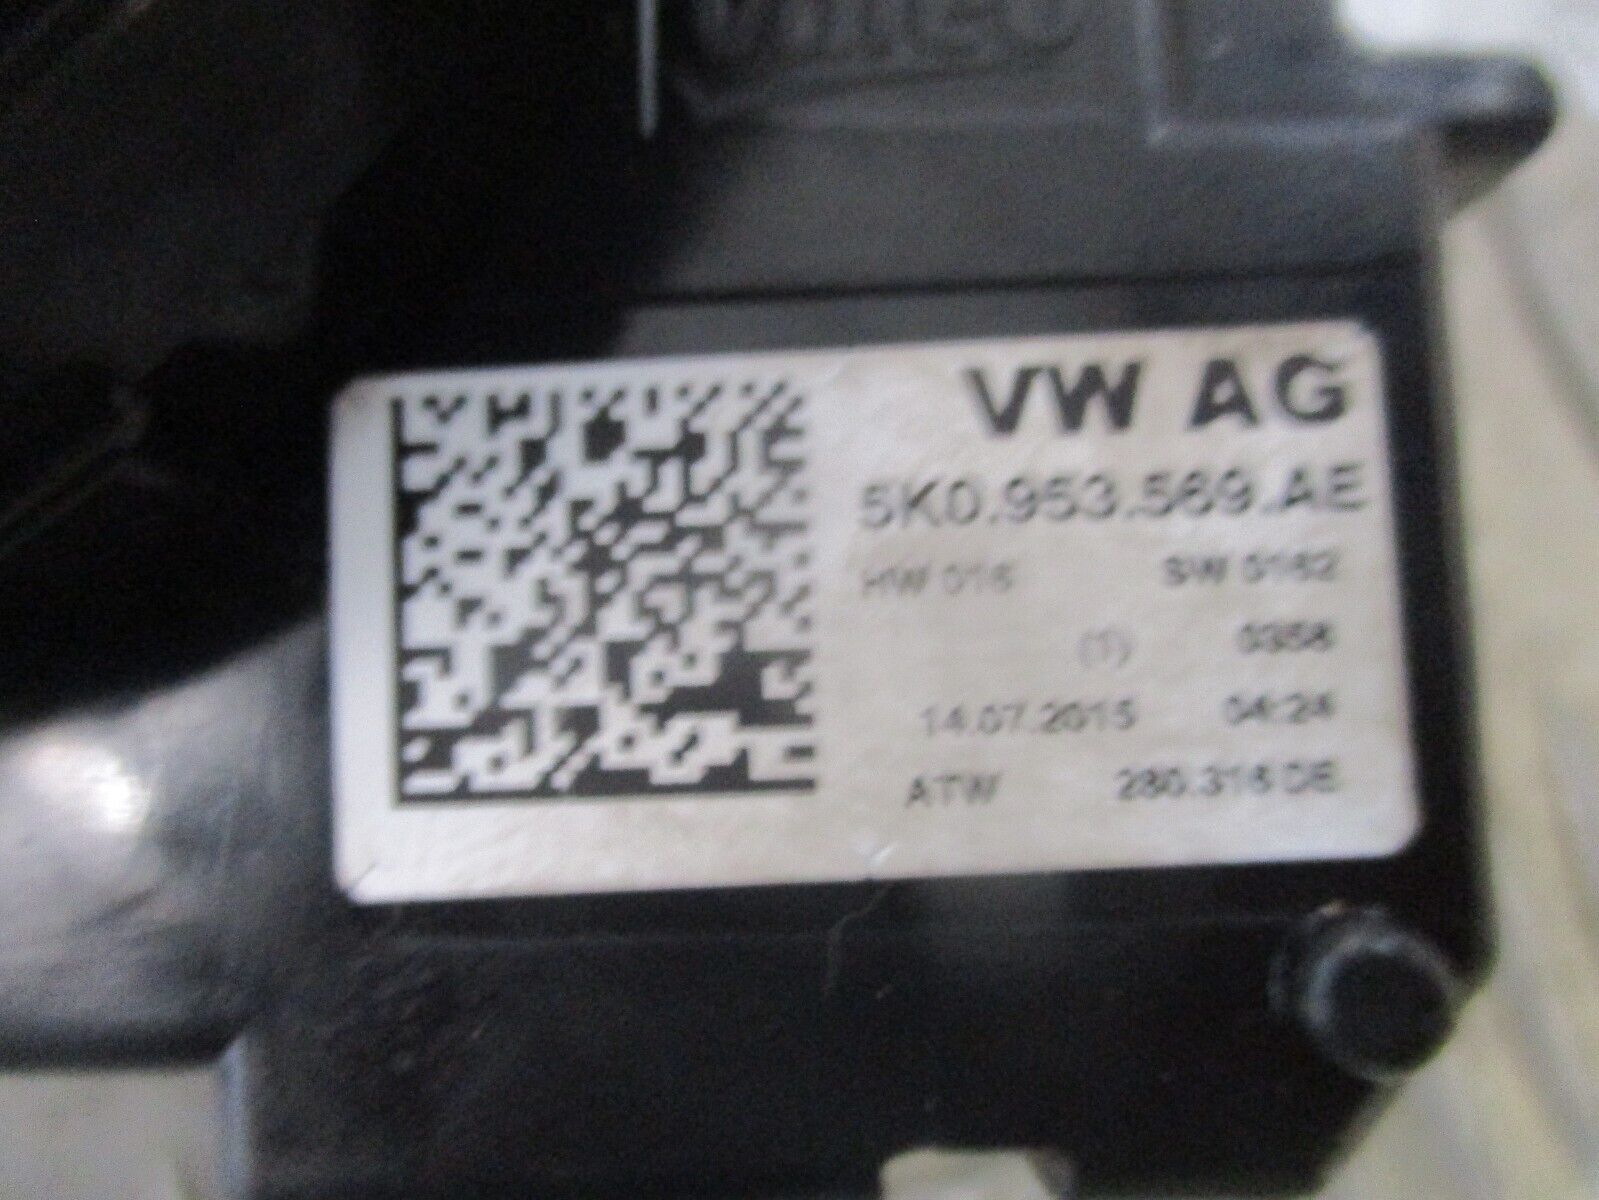 VW AG
5K0.953.569.AE
HW 016 SW 0162
(1) 0358
14.07.2015 04:24
ATW 280.316 DE